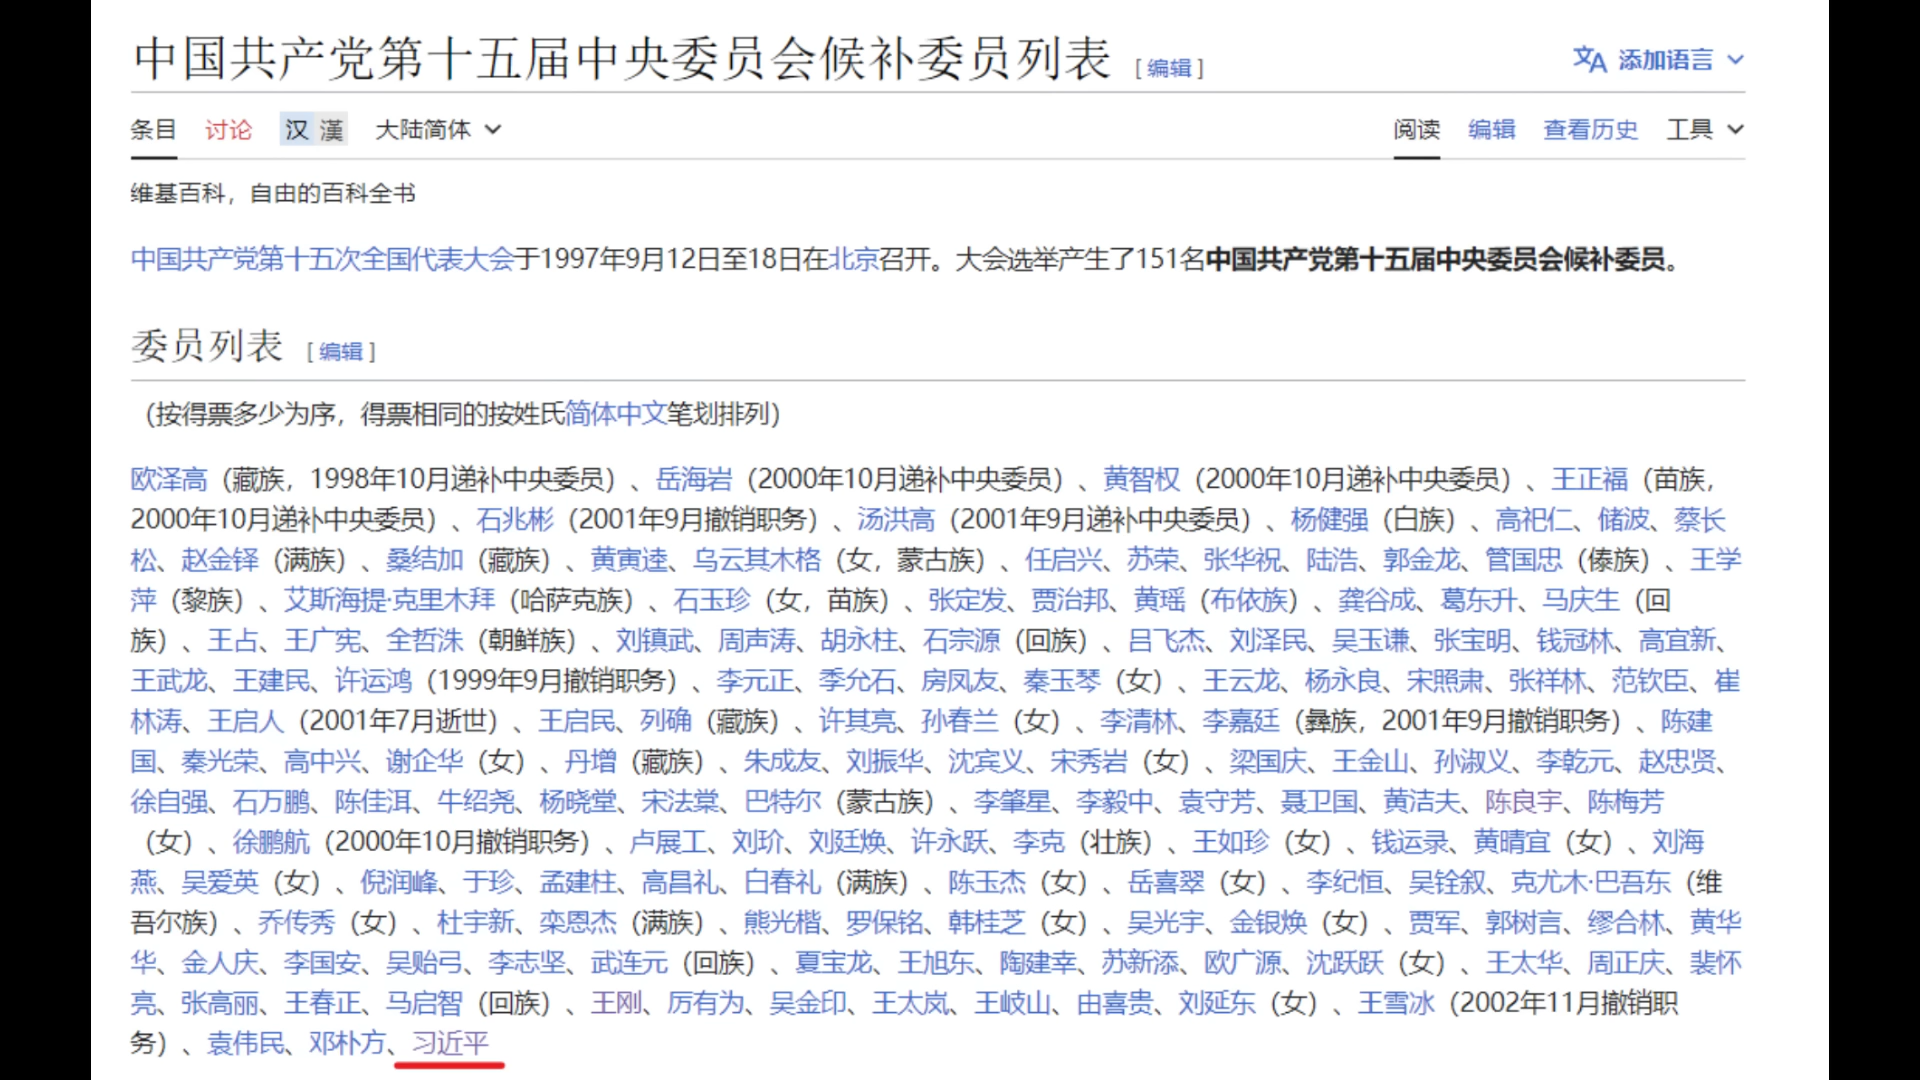 中国共产党第十五届中央委员会候补委员列表 [编辑]
添加语言
条目 讨论 汉 漢 大陆简体
阅读 编辑 查看历史 工具
维基百科，自由的百科全书
中国共产党第十五次全国代表大会于1997年9月12日至18日在北京召开。大会选举产生了151名中国共产党第十五届中央委员会候补委员。
委员列表 [编辑]
（按得票多少为序，得票相同的按姓氏简体中文笔划排列）
欧泽高（藏族，1998年10月递补中央委员）、岳海岩（2000年10月递补中央委员）、黄智权（2000年10月递补中央委员）、王正福（苗族，
2000年10月递补中央委员）、石兆彬（2001年9月撤销职务）、汤洪高（2001年9月递补中央委员）、杨健强（白族）、高祀仁、储波、蔡长
松、赵金铎（满族）、桑结加（藏族）、黄寅逵、乌云其木格（女，蒙古族）、任启兴、苏荣、张华祝、陆浩、郭金龙、管国忠（傣族）、王学
萍（黎族）、艾斯海提·克里木拜（哈萨克族）、石玉珍（女，苗族）、张定发、贾治邦、黄瑶（布依族）、龚谷成、葛东升、马庆生（回
族）、王占、王广宪、全哲洙（朝鲜族）、刘镇武、周声涛、胡永柱、石宗源（回族）、吕飞杰、刘泽民、吴玉谦、张宝明、钱冠林、高宜新、
王武龙、王建民、许运鸿（1999年9月撤销职务）、李元正、季允石、房凤友、秦玉琴（女）、王云龙、杨永良、宋照肃、张祥林、范钦臣、崔
林涛、王启人（2001年7月逝世）、王启民、列确（藏族）、许其亮、孙春兰（女）、李清林、李嘉廷（彝族，2001年9月撤销职务）、陈建
国、秦光荣、高中兴、谢企华（女）、丹增（藏族）、朱成友、刘振华、沈宾义、宋秀岩（女）、梁国庆、王金山、孙淑义、李乾元、赵忠贤、
徐自强、石万鹏、陈佳洱、牛绍尧、杨晓堂、宋法棠、巴特尔（蒙古族）、李肇星、李毅中、袁守芳、聂卫国、黄洁夫、陈良宇、陈梅芳
（女）、徐鹏航（2000年10月撤销职务）、卢展工、刘玠、刘廷焕、许永跃、李克（壮族）、王如珍（女）、钱运录、黄晴宜（女）、刘海
燕、吴爱英（女）、倪润峰、于珍、孟建柱、高昌礼、白春礼（满族）、陈玉杰（女）、岳喜翠（女）、李纪恒、吴铨叙、克尤木·巴吾东（维
吾尔族）、乔传秀（女）、杜宇新、栾恩杰（满族）、熊光楷、罗保铭、韩桂芝（女）、吴光宇、金银焕（女）、贾军、郭树言、缪合林、黄华
华、金人庆、李国安、吴贻弓、李志坚、武连元（回族）、夏宝龙、王旭东、陶建幸、苏新添、欧广源、沈跃跃（女）、王太华、周正庆、裴怀
亮、张高丽、王春正、马启智（回族）、王刚、厉有为、吴金印、王太岚、王岐山、由喜贵、刘延东（女）、王雪冰（2002年11月撤销职
务）、袁伟民、邓朴方、习近平